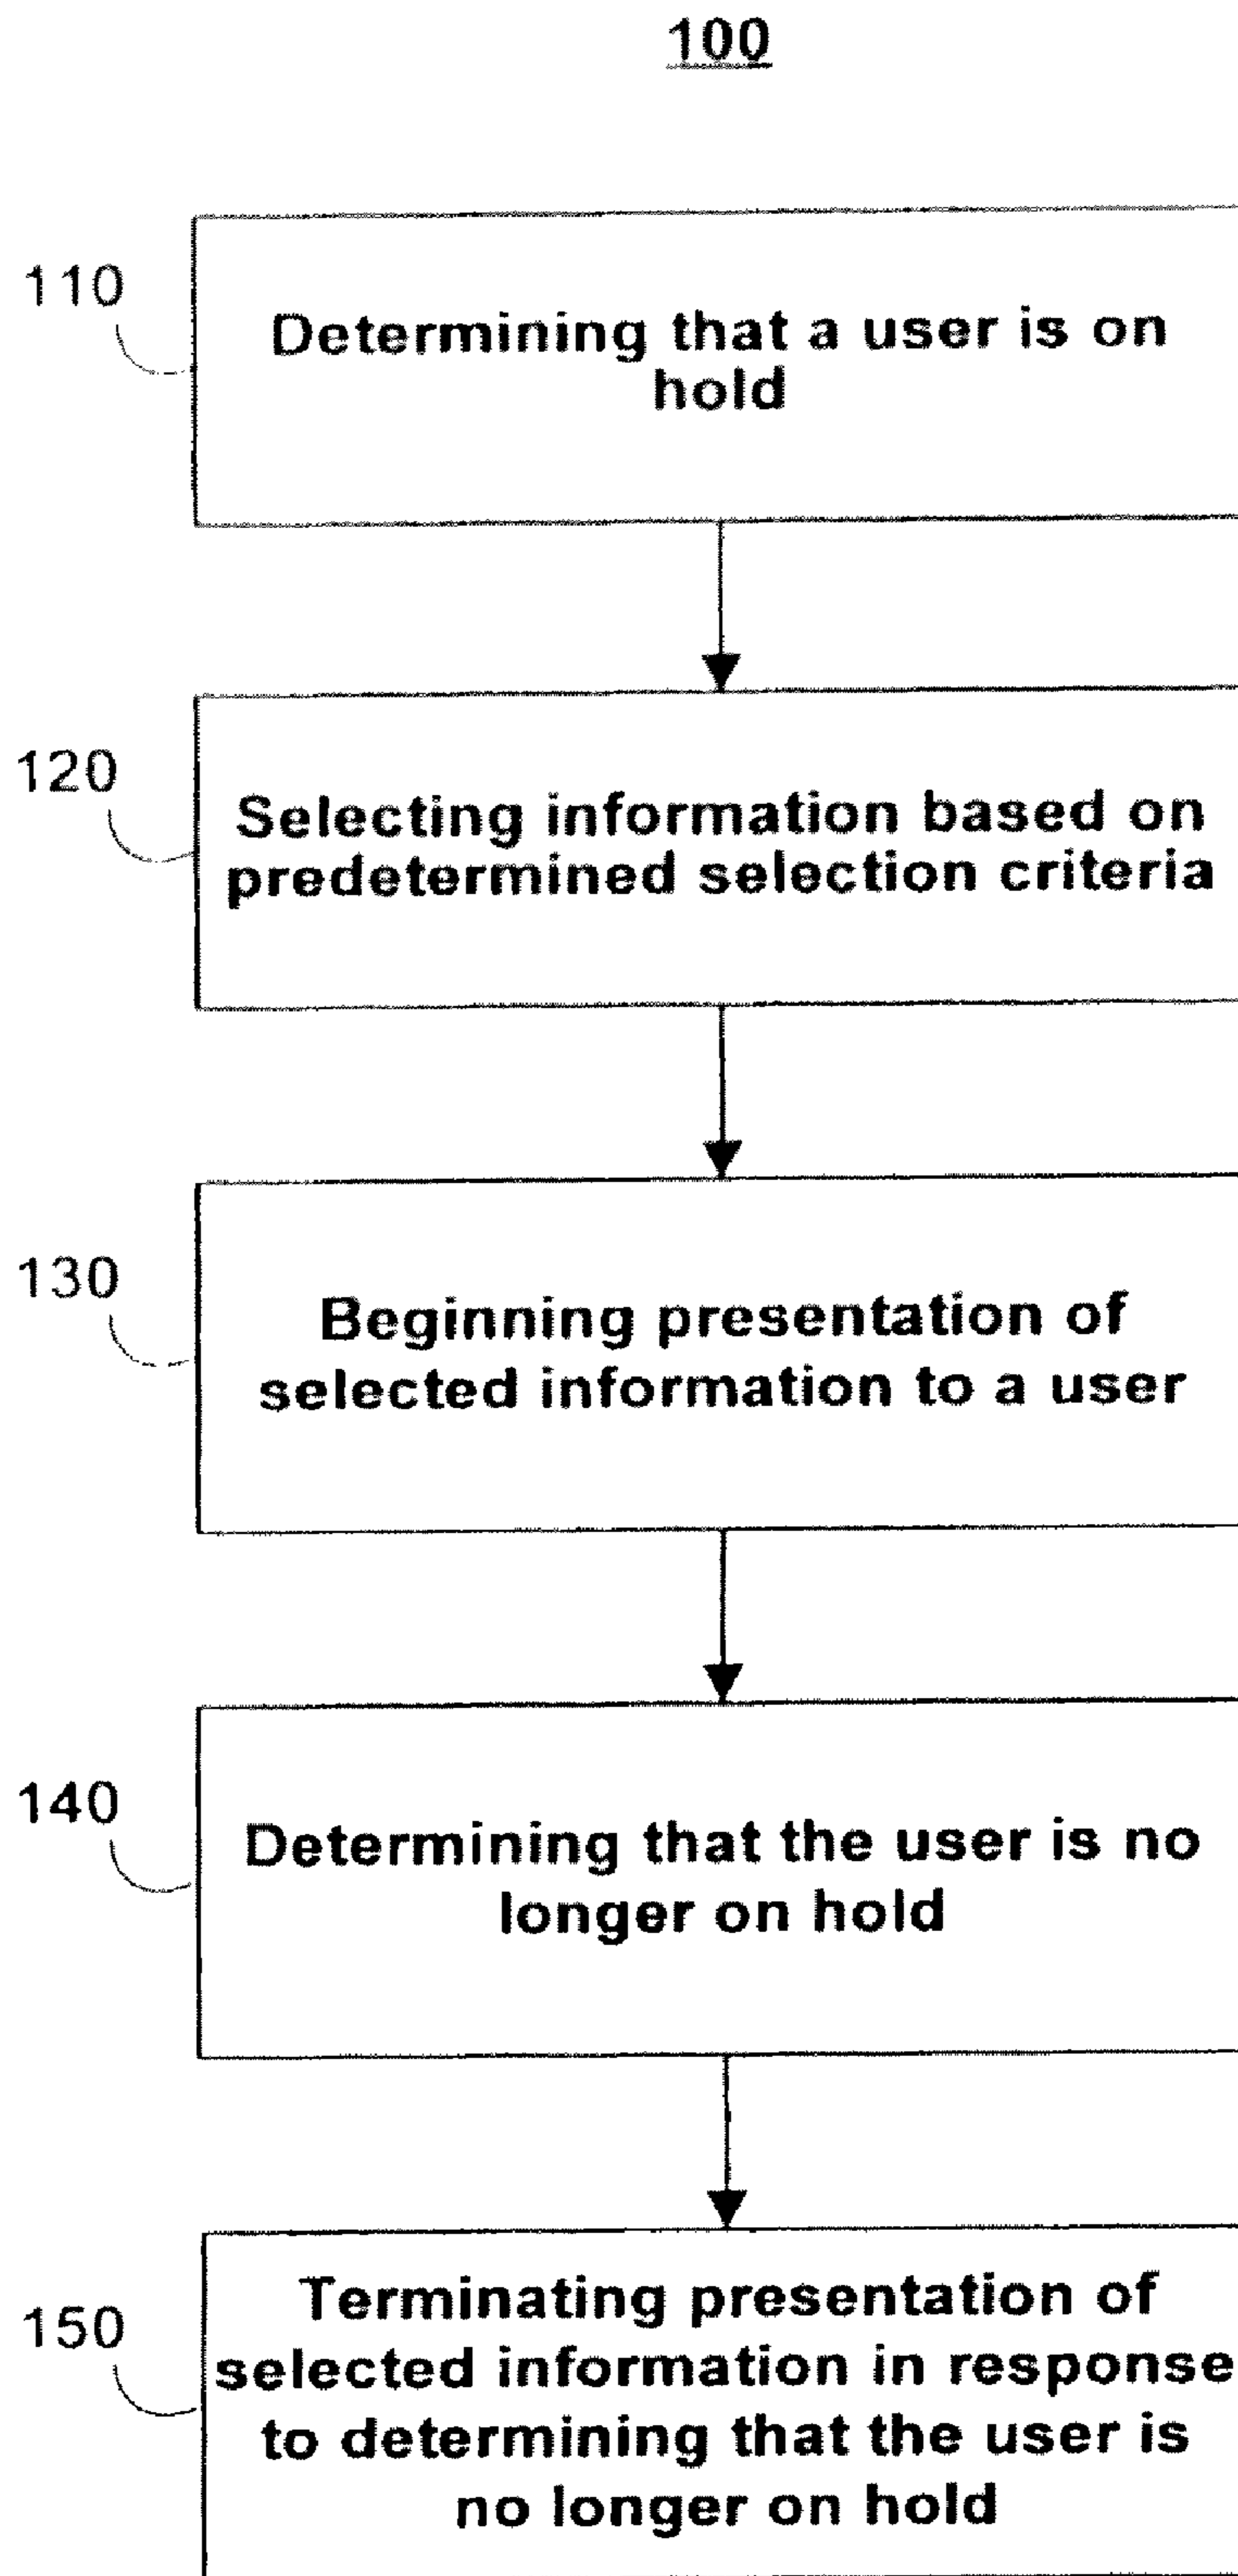 100
110
Determining that a user is on
hold
120
Selecting information based on
predetermined selection criteria
130
Beginning presentation of
selected information to a user
140
Determining that the user is no
longer on hold
150
Terminating presentation of
selected information in response
to determining that the user is
no longer on hold